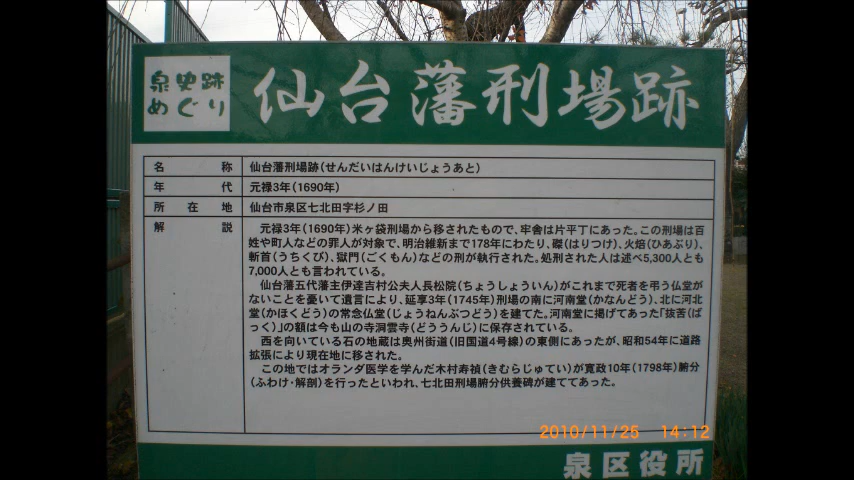 泉史跡
めぐり
仙台藩刑場跡
名称 仙台藩刑場跡(せんだいはんけいじょうあと)
年代 元禄3年(1690年)
所在地 仙台市泉区七北田字杉ノ田
解説 元禄3年(1690年)米ヶ袋刑場から移されたもので、牢舎は片平丁にあった。この刑場は百
姓や町人などの罪人が対象で、明治維新まで178年にわたり、磔(はりつけ)、火焙(ひあぶり)、
斬首(うちくび)、獄門(ごくもん)などの刑が執行された。処刑された人は述べ5,300人とも
7,000人とも言われている。
仙台藩五代藩主伊達吉村公夫人長松院(ちょうしょういん)がこれまで死者を弔う仏堂が
ないことを憂いて遺言により、延享3年(1745年)刑場の南に河南堂(かなんどう)、北に河北
堂(かほくどう)の常念仏堂(じょうねんぶつどう)を建てた。河南堂に掲げてあった「抜苦(ば
っく)」の額は今も山の寺洞雲寺(どううんじ)に保存されている。
西を向いている石の地蔵は奥州街道(旧国道4号線)の東側にあったが、昭和54年に道路
拡張により現在地に移された。
この地ではオランダ医学を学んだ木村寿禎(きむらじゅてい)が寛政10年(1798年)腑分
(ふわけ・解剖)を行ったといわれ、七北田刑場腑分供養碑が建ててあった。
2010/11/25 14:12
泉区役所